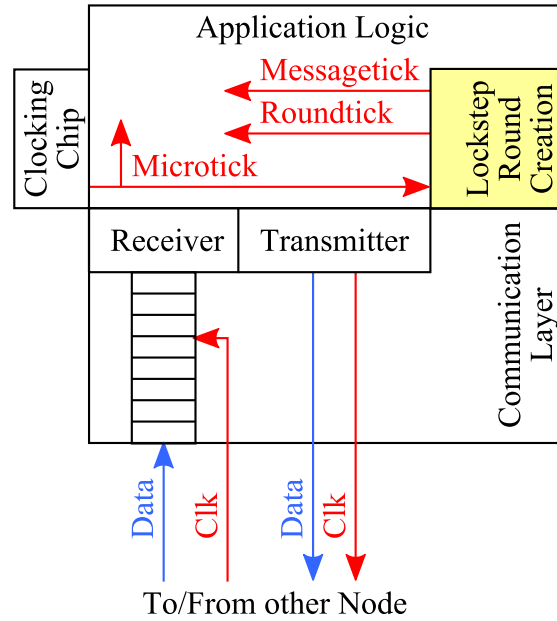 Application Logic
Messagetick
Roundtick
Microtick
Clocking
Chip
Lockstep
Round
Creation
Receiver
Transmitter
Communication
Layer
Data
Clk
Data
Clk
To/From other Node